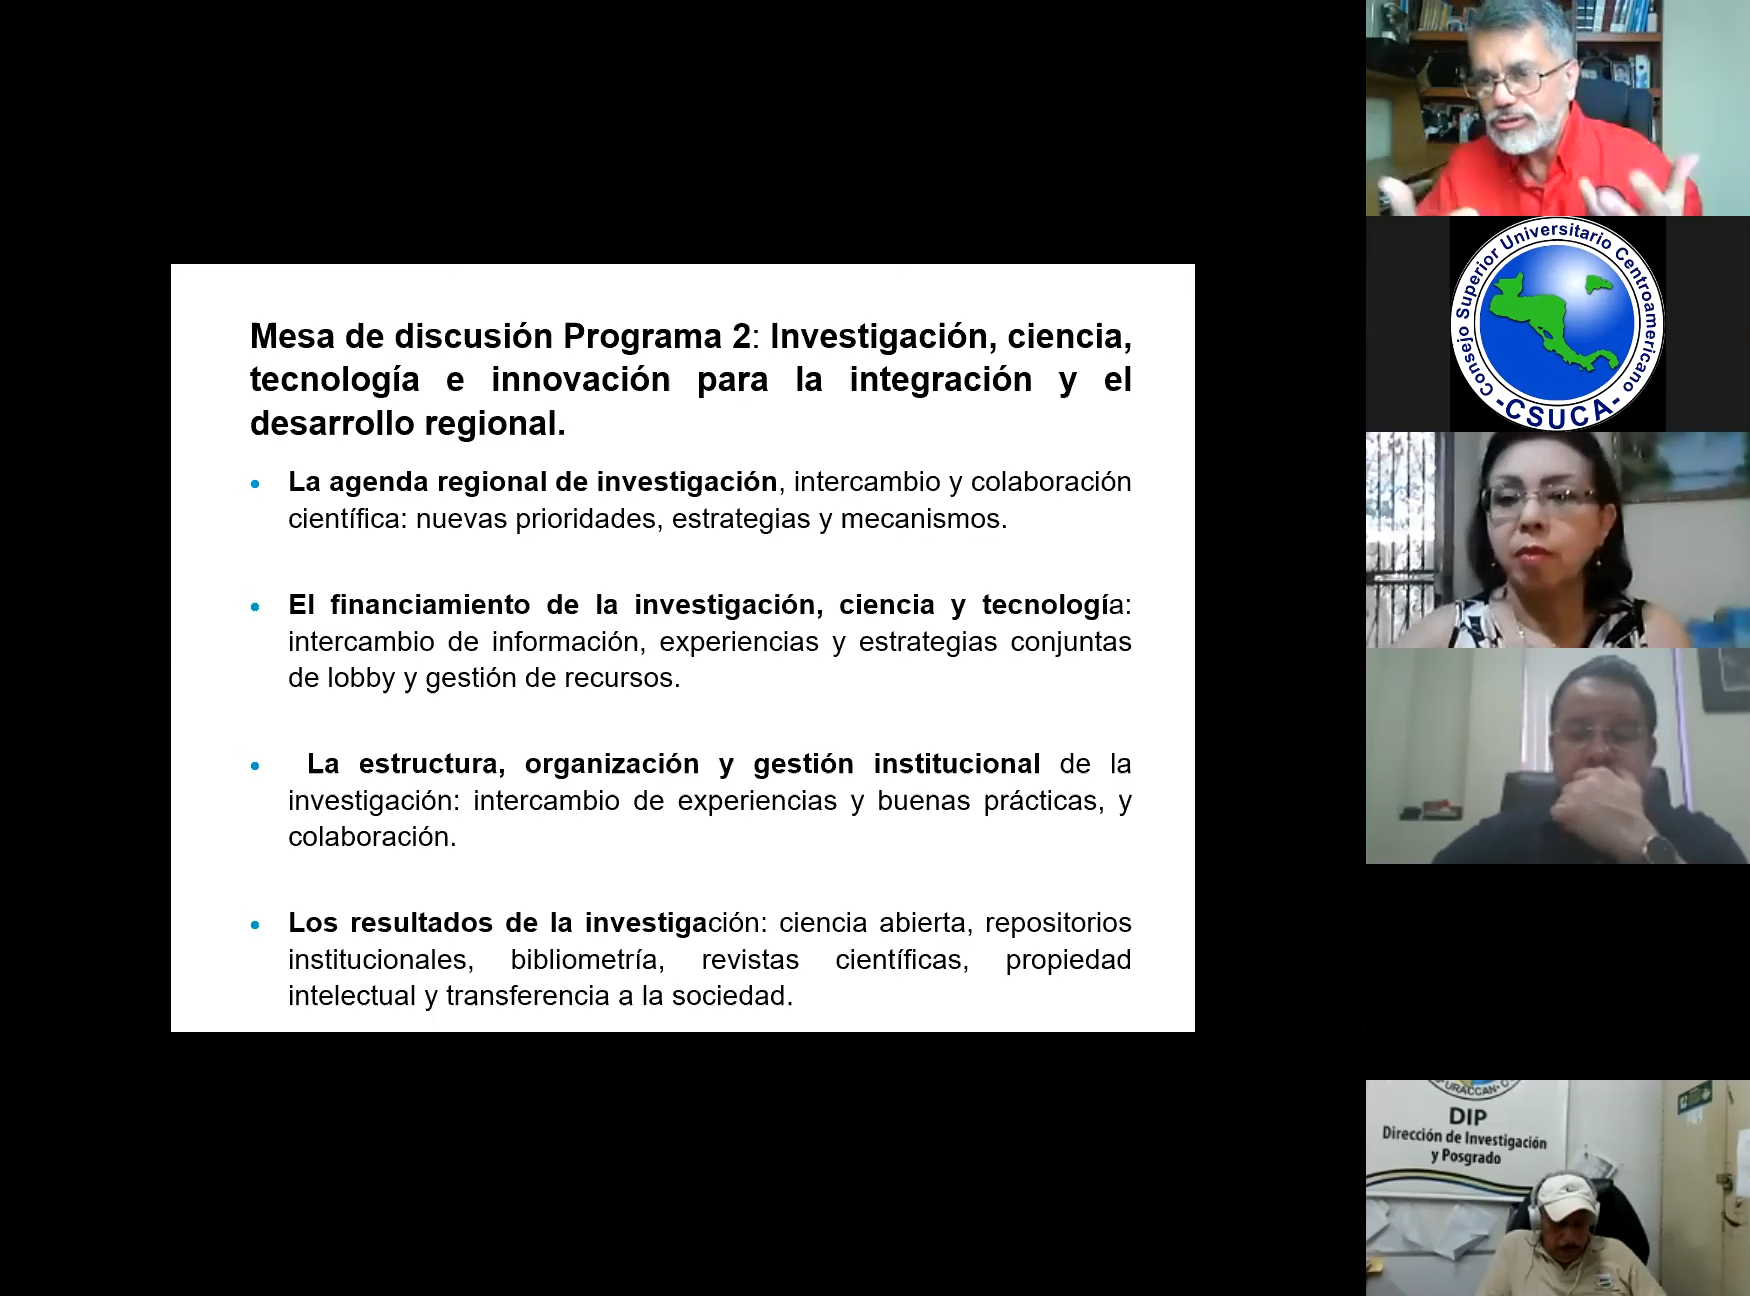 Mesa de discusión Programa 2: Investigación, ciencia,
tecnología e innovación para la integración y el
desarrollo regional.
• La agenda regional de investigación, intercambio y colaboración
científica: nuevas prioridades, estrategias y mecanismos.
• El financiamiento de la investigación, ciencia y tecnología:
intercambio de información, experiencias y estrategias conjuntas
de lobby y gestión de recursos.
• La estructura, organización y gestión institucional de la
investigación: intercambio de experiencias y buenas prácticas, y
colaboración.
• Los resultados de la investigación: ciencia abierta, repositorios
institucionales, bibliometría, revistas científicas, propiedad
intelectual y transferencia a la sociedad.
Consejo Superior Universitario Centroamericano
-CSUCA-
URACCAN
DIP
Dirección de Investigación
y Posgrado